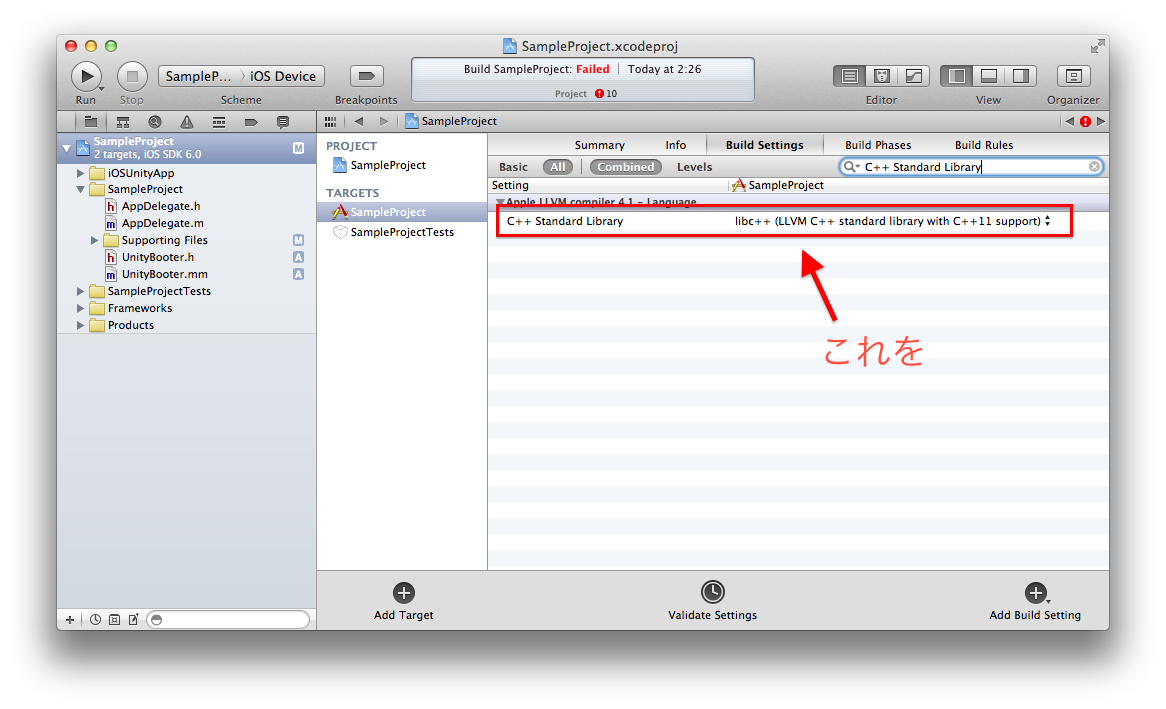 SampleProject.xcodeproj
Run
Stop
SampleP... 〉 iOS Device
Scheme
Breakpoints
Build SampleProject: Failed | Today at 2:26
Project 10
Editor
View
Organizer
SampleProject
SampleProject
2 targets, iOS SDK 6.0
M
iOSUnityApp
SampleProject
h AppDelegate.h
m AppDelegate.m
Supporting Files M
h UnityBooter.h A
m UnityBooter.mm A
SampleProjectTests
Frameworks
Products
PROJECT
SampleProject
TARGETS
SampleProject
SampleProjectTests
Summary Info Build Settings Build Phases Build Rules
Basic All Combined Levels C++ Standard Library
Setting SampleProject
Apple LLVM compiler 4.1 - Language
C++ Standard Library libc++ (LLVM C++ standard library with C++11 support)
これを
Add Target Validate Settings Add Build Setting